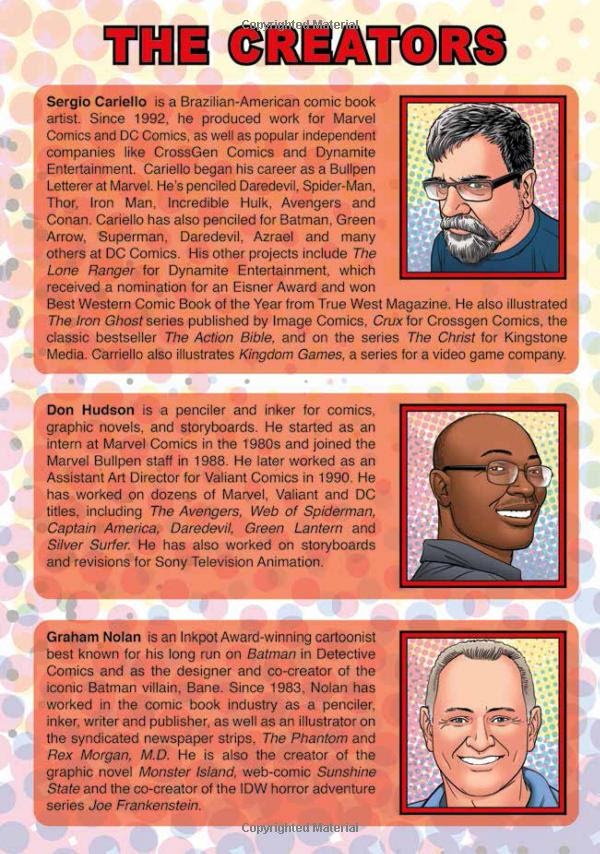 Copyrighted Material
THE CREATORS
Sergio Cariello is a Brazilian-American comic book
artist. Since 1992, he produced work for Marvel
Comics and DC Comics, as well as popular independent
companies like CrossGen Comics and Dynamite
Entertainment. Cariello began his career as a Bullpen
Letterer at Marvel. He's penciled Daredevil, Spider-Man,
Thor, Iron Man, Incredible Hulk, Avengers and
Conan. Cariello has also penciled for Batman, Green
Arrow, Superman, Daredevil, Azrael and many
others at DC Comics. His other projects include The
Lone Ranger for Dynamite Entertainment, which
received a nomination for an Eisner Award and won
Best Western Comic Book of the Year from True West Magazine. He also illustrated
The Iron Ghost series published by Image Comics, Crux for Crossgen Comics, the
classic bestseller The Action Bible, and on the series The Christ for Kingstone
Media. Carriello also illustrates Kingdom Games, a series for a video game company.
Don Hudson is a penciler and inker for comics,
graphic novels, and storyboards. He started as an
intern at Marvel Comics in the 1980s and joined the
Marvel Bullpen staff in 1988. He later worked as an
Assistant Art Director for Valiant Comics in 1990. He
has worked on dozens of Marvel, Valiant and DC
titles, including The Avengers, Web of Spiderman,
Captain America, Daredevil, Green Lantern and
Silver Surfer. He has also worked on storyboards
and revisions for Sony Television Animation.
Graham Nolan is an Inkpot Award-winning cartoonist
best known for his long run on Batman in Detective
Comics and as the designer and co-creator of the
iconic Batman villain, Bane. Since 1983, Nolan has
worked in the comic book industry as a penciler,
inker, writer and publisher, as well as an illustrator on
the syndicated newspaper strips, The Phantom and
Rex Morgan, M.D. He is also the creator of the
graphic novel Monster Island, web-comic Sunshine
State and the co-creator of the IDW horror adventure
series Joe Frankenstein.
Copyrighted Material